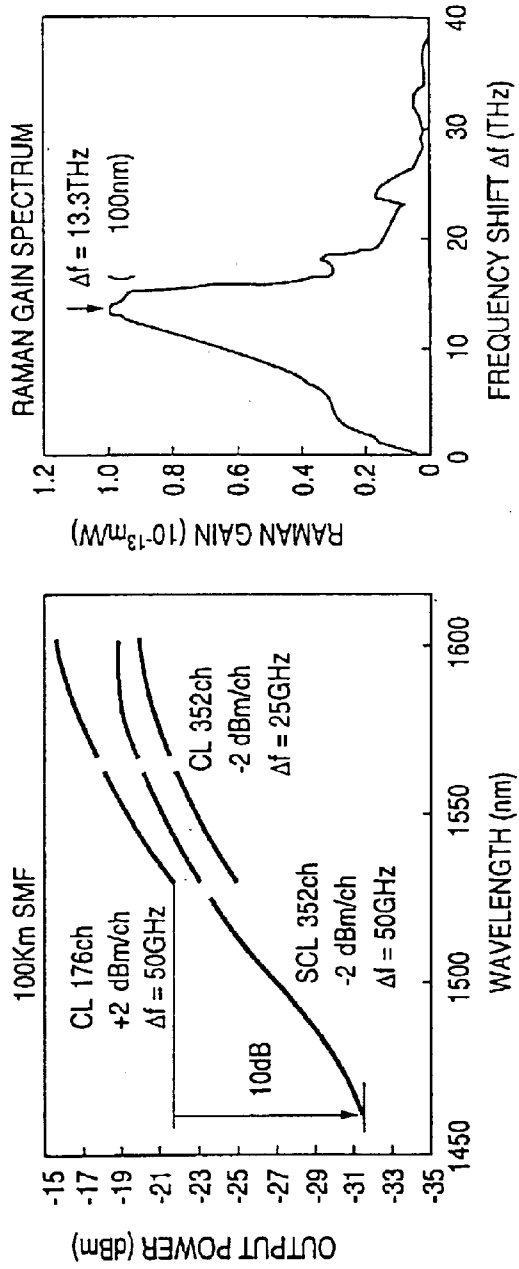 100Km SMF
OUTPUT POWER (dBm)
-15
-17
-19
-21
-23
-25
-27
-29
-31
-33
-35
CL 176ch
+2 dBm/ch
Δf = 50GHz
10dB
CL 352ch
-2 dBm/ch
Δf = 25GHz
SCL 352ch
-2 dBm/ch
Δf = 50GHz
1450
1500
1550
1600
WAVELENGTH (nm)
RAMAN GAIN SPECTRUM
Δf = 13.3THz
( 100nm)
RAMAN GAIN (10⁻¹³m/W)
1.2
1.0
0.8
0.6
0.4
0.2
0
0
10
20
30
40
FREQUENCY SHIFT Δf (THz)